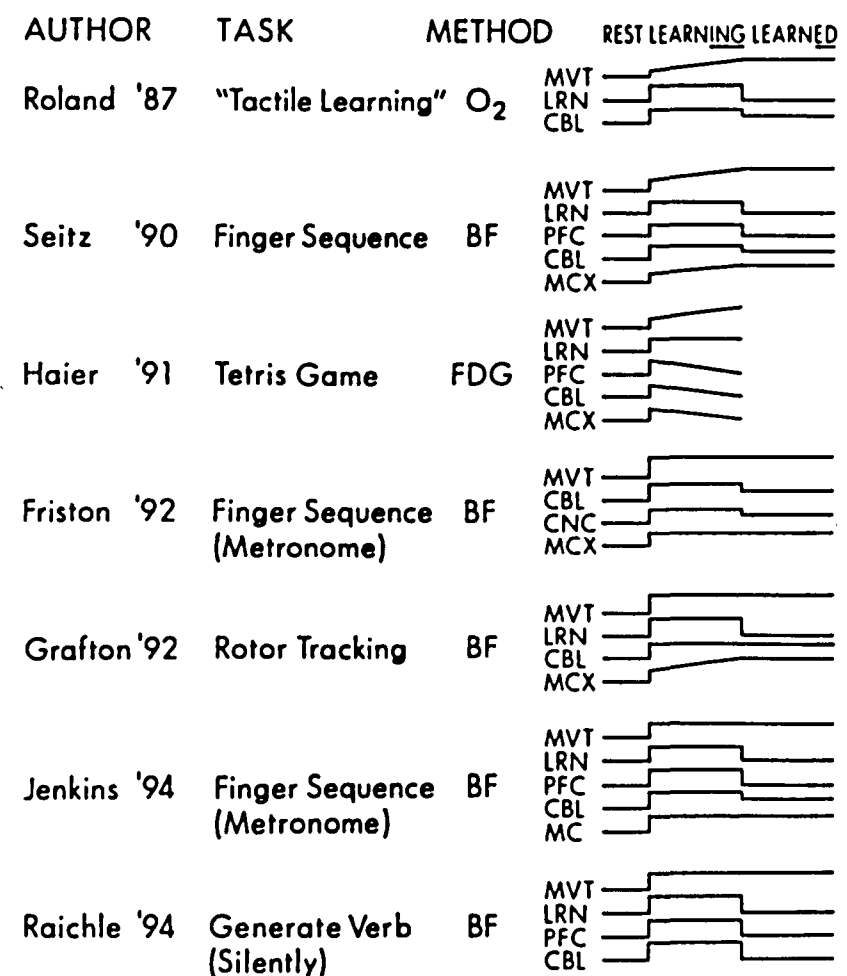 AUTHOR TASK METHOD REST LEARNING LEARNED
Roland '87 "Tactile Learning" O₂
MVT
LRN
CBL
Seitz '90 Finger Sequence BF
MVT
LRN
PFC
CBL
MCX
Haier '91 Tetris Game FDG
MVT
LRN
PFC
CBL
MCX
Friston '92 Finger Sequence BF
(Metronome)
MVT
CBL
CNC
MCX
Grafton '92 Rotor Tracking BF
MVT
LRN
CBL
MCX
Jenkins '94 Finger Sequence BF
(Metronome)
MVT
LRN
PFC
CBL
MC
Raichle '94 Generate Verb BF
(Silently)
MVT
LRN
PFC
CBL